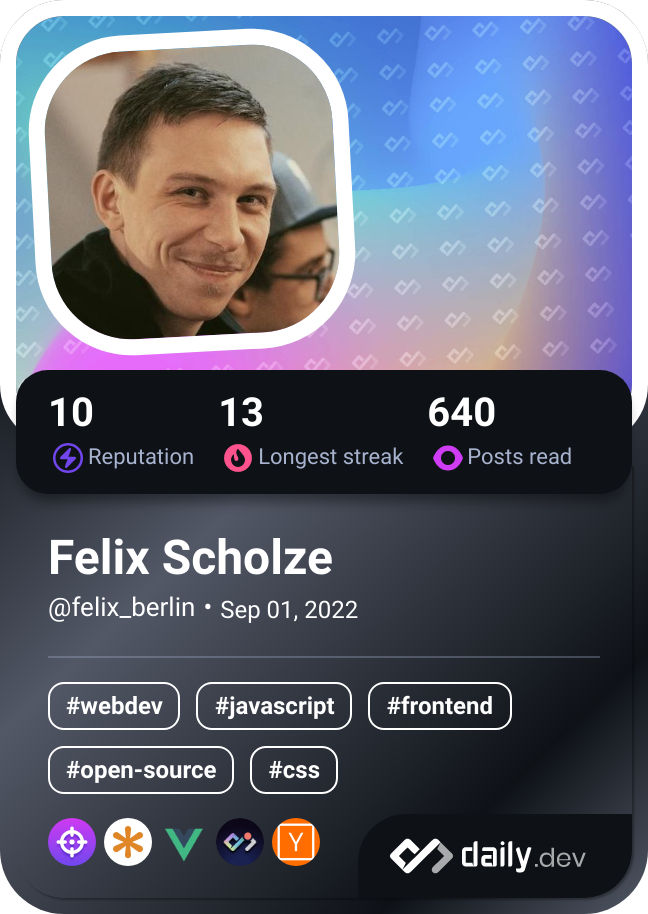 10 13 640
Reputation Longest streak Posts read
Felix Scholze
@felix_berlin • Sep 01, 2022
#webdev #javascript #frontend
#open-source #css
Y
daily.dev